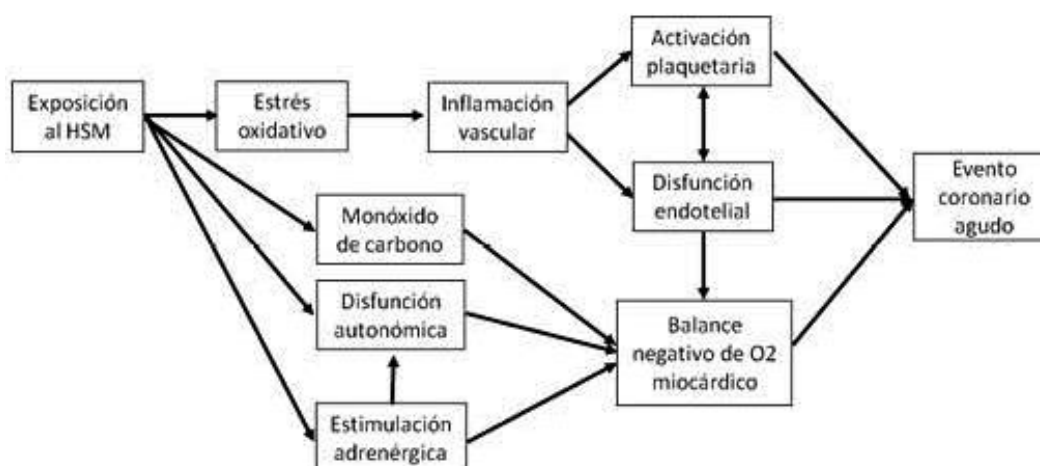 Exposición
al HSM
Estrés
oxidativo
Inflamación
vascular
Activación
plaquetaria
Disfunción
endotelial
Evento
coronario
agudo
Monóxido
de carbono
Disfunción
autonómica
Estimulación
adrenérgica
Balance
negativo de O2
miocárdico